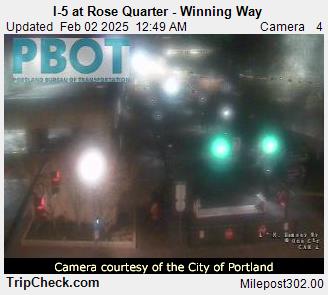 I-5 at Rose Quarter - Winning Way
Updated Feb 02 2025 12:49 AM Camera 4
PBOT
PORTLAND BUREAU OF TRANSPORTATION
Camera courtesy of the City of Portland
TripCheck.com Milepost302.00